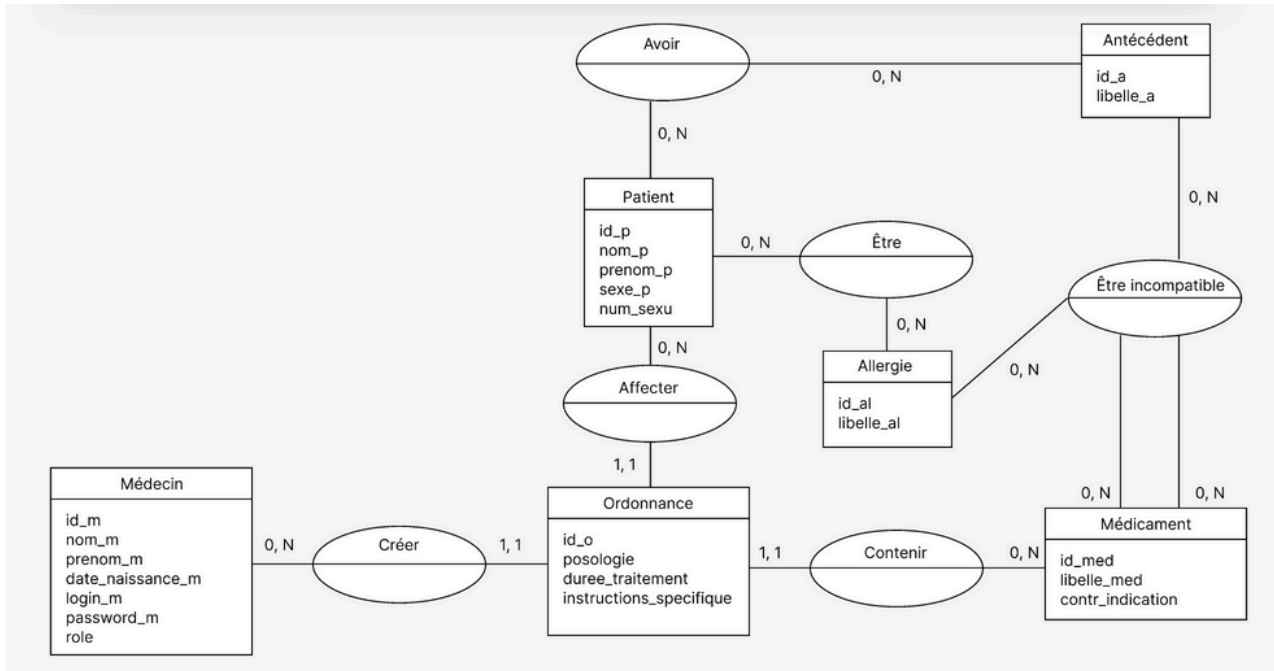 Avoir
0, N
Antécédent
id_a
libelle_a
0, N
0, N
Patient
id_p
nom_p
prenom_p
sexe_p
num_sexu
0, N
Être
0, N
Être incompatible
0, N
Allergie
id_al
libelle_al
0, N
Affecter
1, 1
Médecin
id_m
nom_m
prenom_m
date_naissance_m
login_m
password_m
role
0, N
Créer
1, 1
Ordonnance
id_o
posologie
duree_traitement
instructions_specifique
1, 1
Contenir
0, N
0, N
0, N
Médicament
id_med
libelle_med
contr_indication